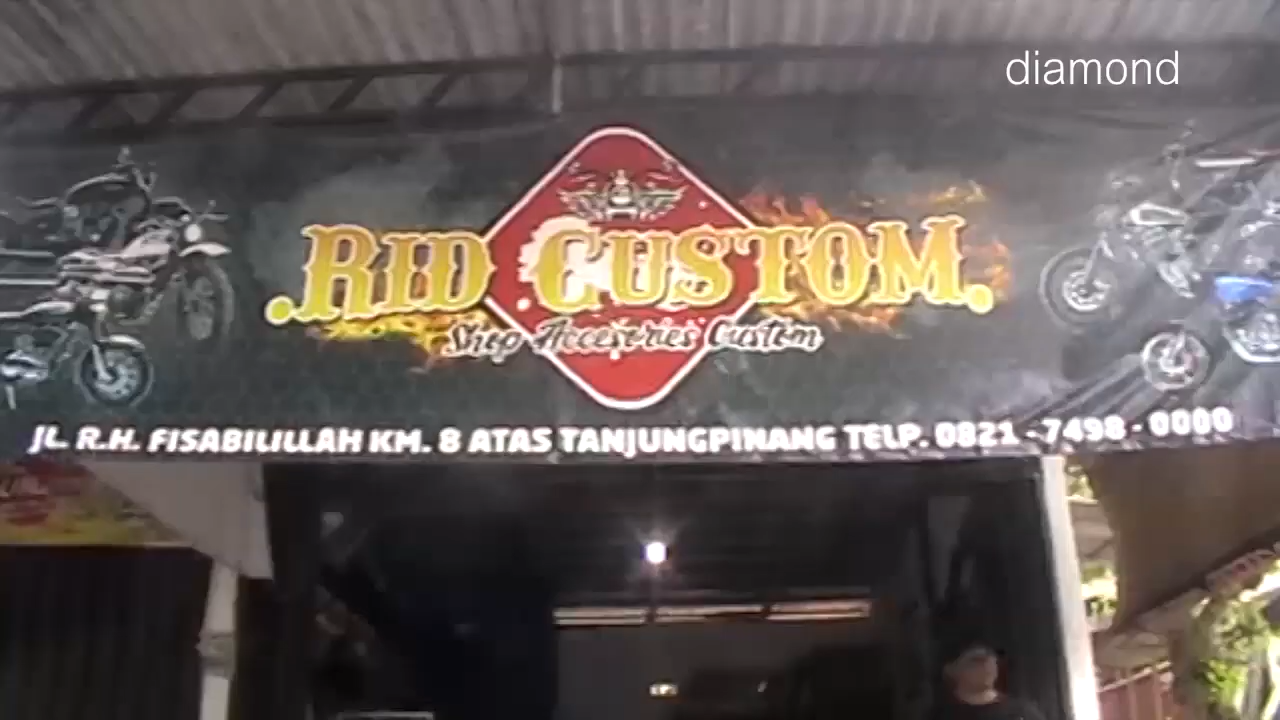 diamond
.RID CUSTOM.
Shop Accesories Custom
JL. R.H. FISABILILLAH KM. 8 ATAS TANJUNGPINANG TELP. 0821 - 7498 - 0000